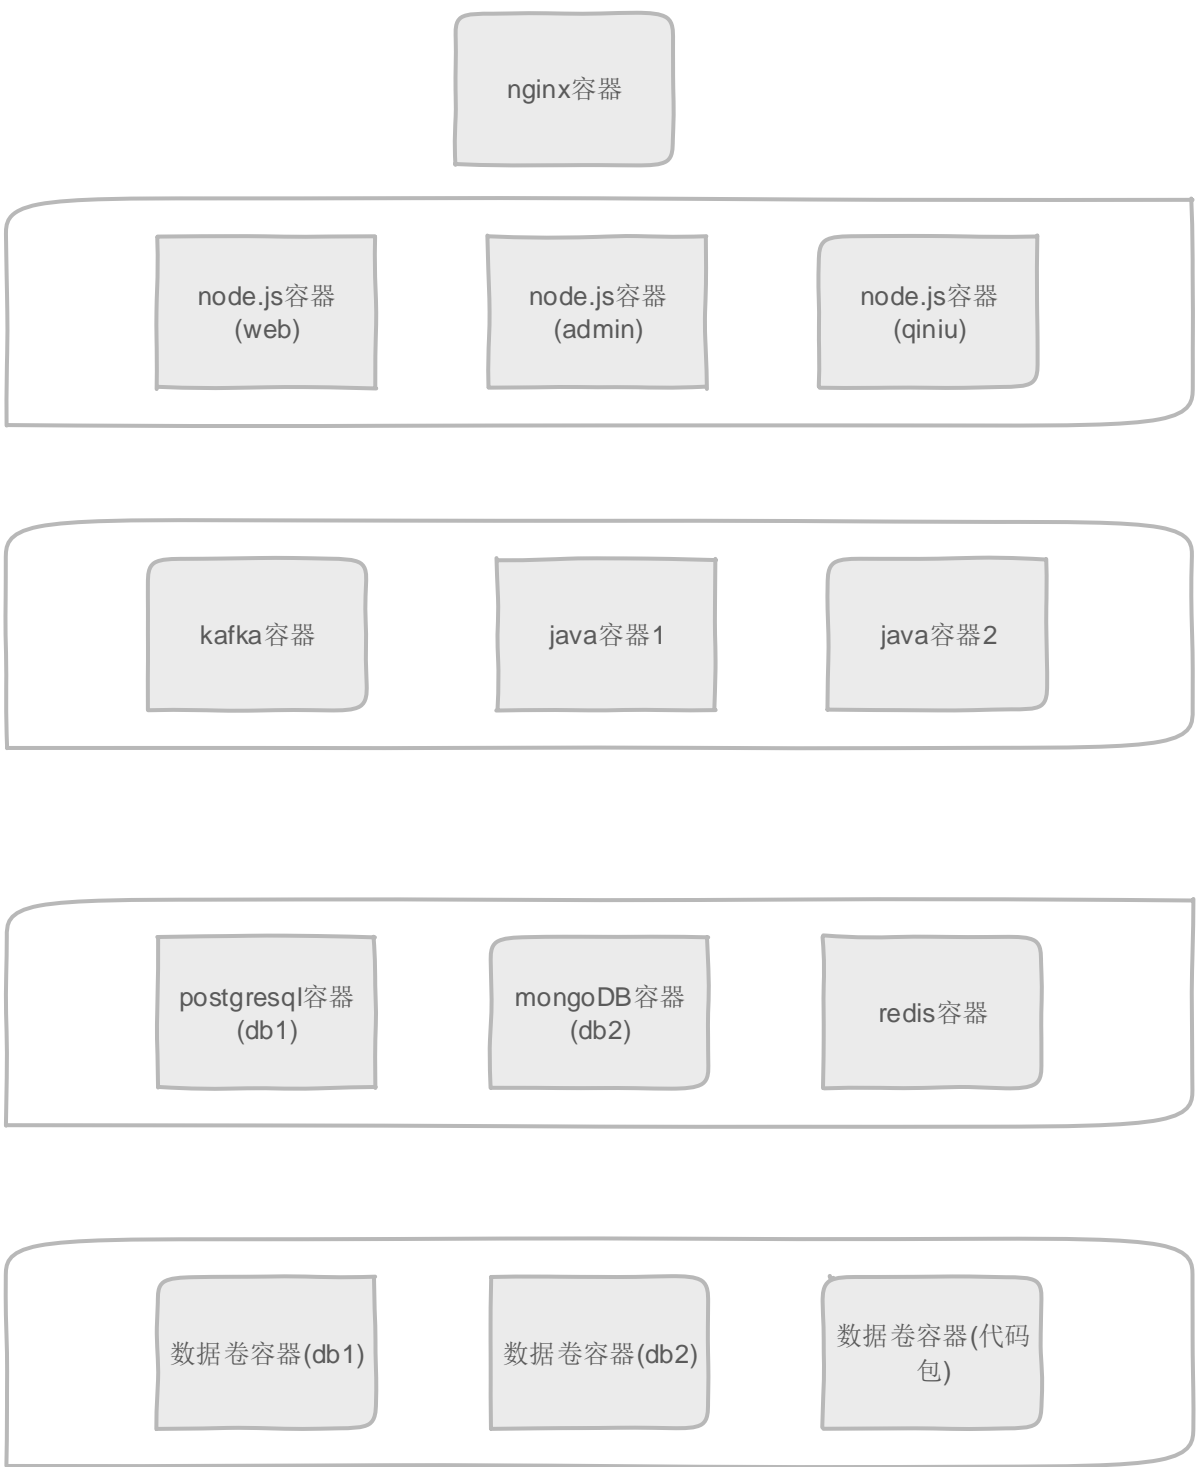 nginx容器
node.js容器
(web)
node.js容器
(admin)
node.js容器
(qiniu)
kafka容器
java容器1
java容器2
postgresql容器
(db1)
mongoDB容器
(db2)
redis容器
数据卷容器(db1)
数据卷容器(db2)
数据卷容器(代码
包)